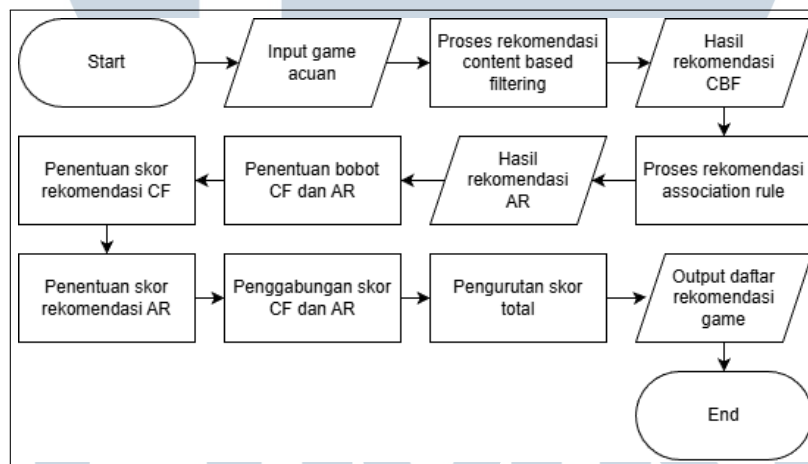 Start
Input game
acuan
Proses rekomendasi
content based
filtering
Hasil
rekomendasi
CBF
Proses rekomendasi
association rule
Hasil
rekomendasi
AR
Penentuan bobot
CF dan AR
Penentuan skor
rekomendasi CF
Penentuan skor
rekomendasi AR
Penggabungan skor
CF dan AR
Pengurutan skor
total
Output daftar
rekomendasi
game
End